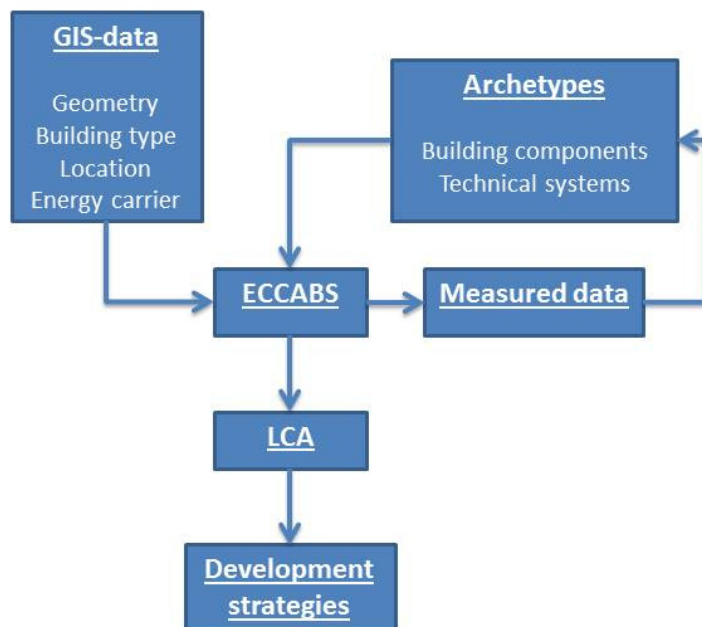 GIS-data
Geometry
Building type
Location
Energy carrier
Archetypes
Building components
Technical systems
ECCABS
Measured data
LCA
Development
strategies